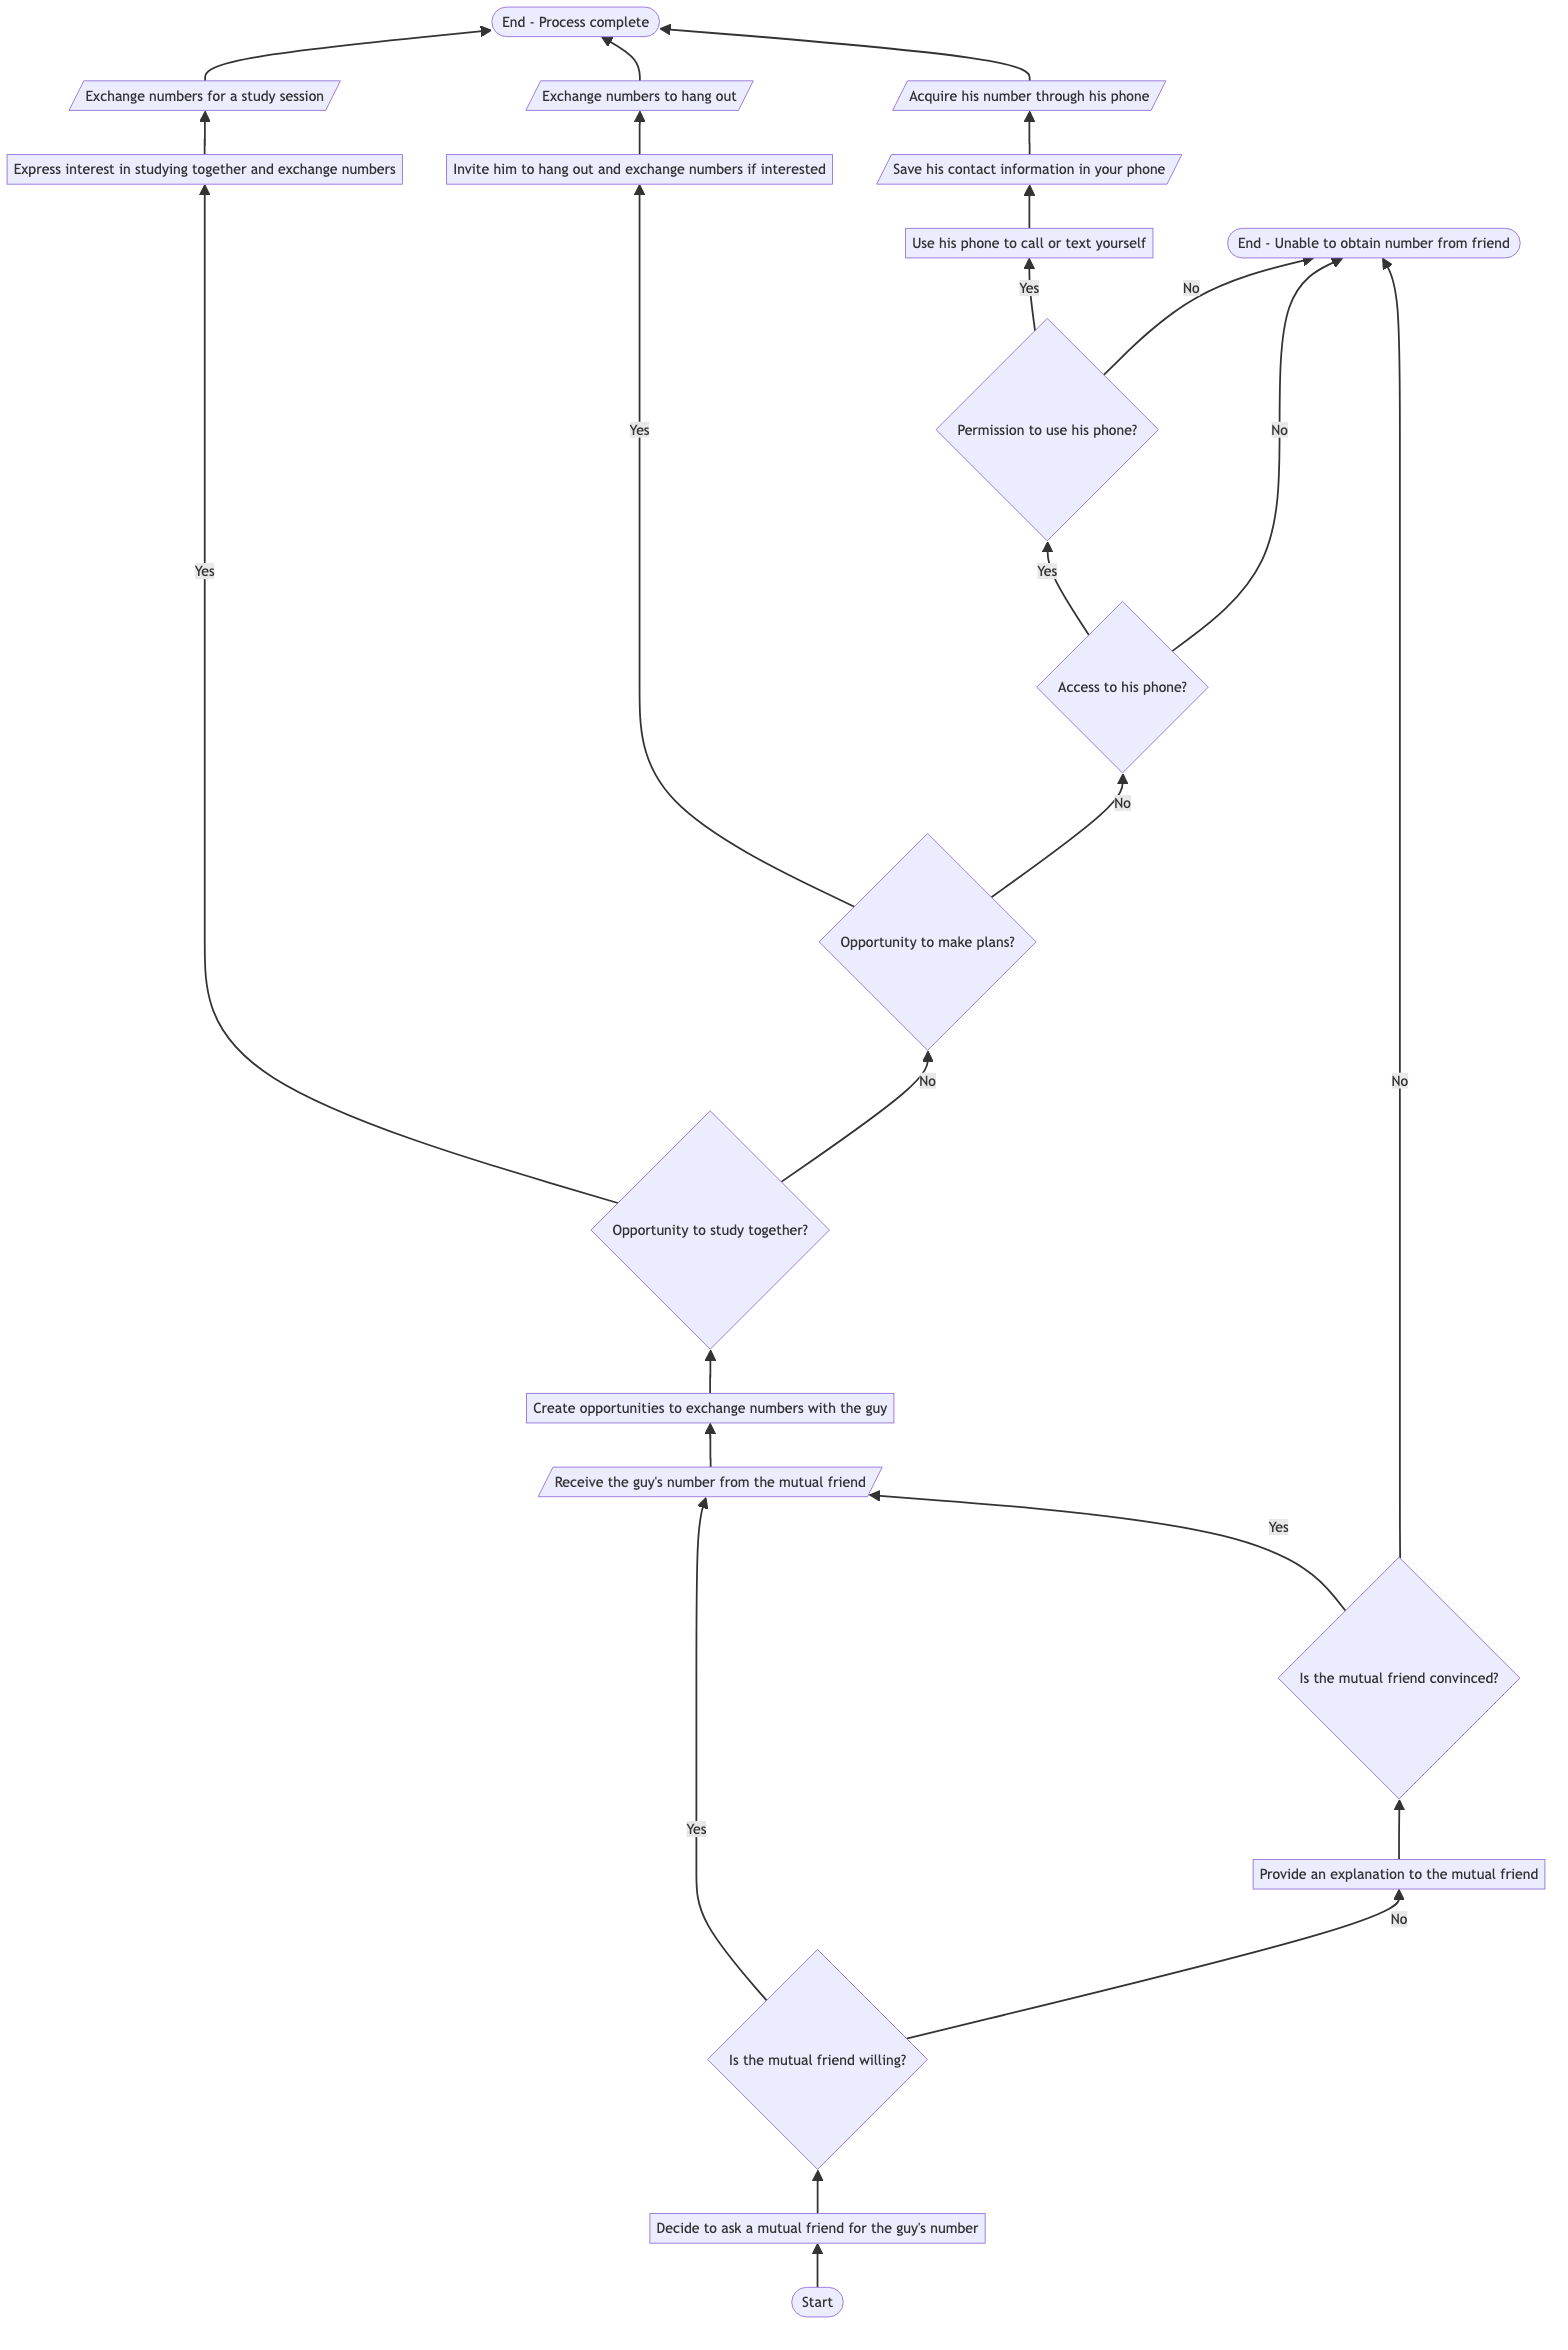 End - Process complete
Exchange numbers for a study session
Exchange numbers to hang out
Acquire his number through his phone
Express interest in studying together and exchange numbers
Invite him to hang out and exchange numbers if interested
Save his contact information in your phone
Use his phone to call or text yourself
End - Unable to obtain number from friend
Yes
No
Yes
Permission to use his phone?
No
Yes
Yes
Access to his phone?
No
Opportunity to make plans?
No
No
Opportunity to study together?
Create opportunities to exchange numbers with the guy
Receive the guy's number from the mutual friend
Yes
Is the mutual friend convinced?
Yes
Provide an explanation to the mutual friend
No
Is the mutual friend willing?
Decide to ask a mutual friend for the guy's number
Start